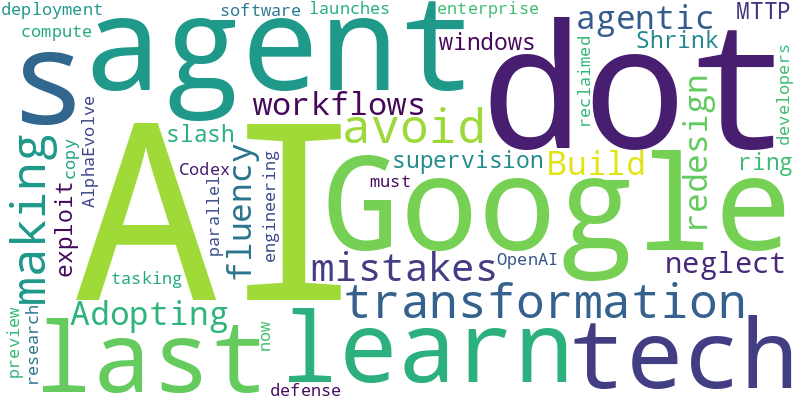 deployment
software
launches
enterprise
agentic
MTTP
compute
s
agent
windows
dot
Shrink
reclaimed
developers
workflows
avoid
slash
AlphaEvolve
copy
making
exploit
Codex
parallel
fluency
engineering
supervision
Build
redesign
ring
must
AI
Google
mistakes
OpenAI
neglect
tasking
Adopting
transformation
preview
research
last
now
learn
tech
defense